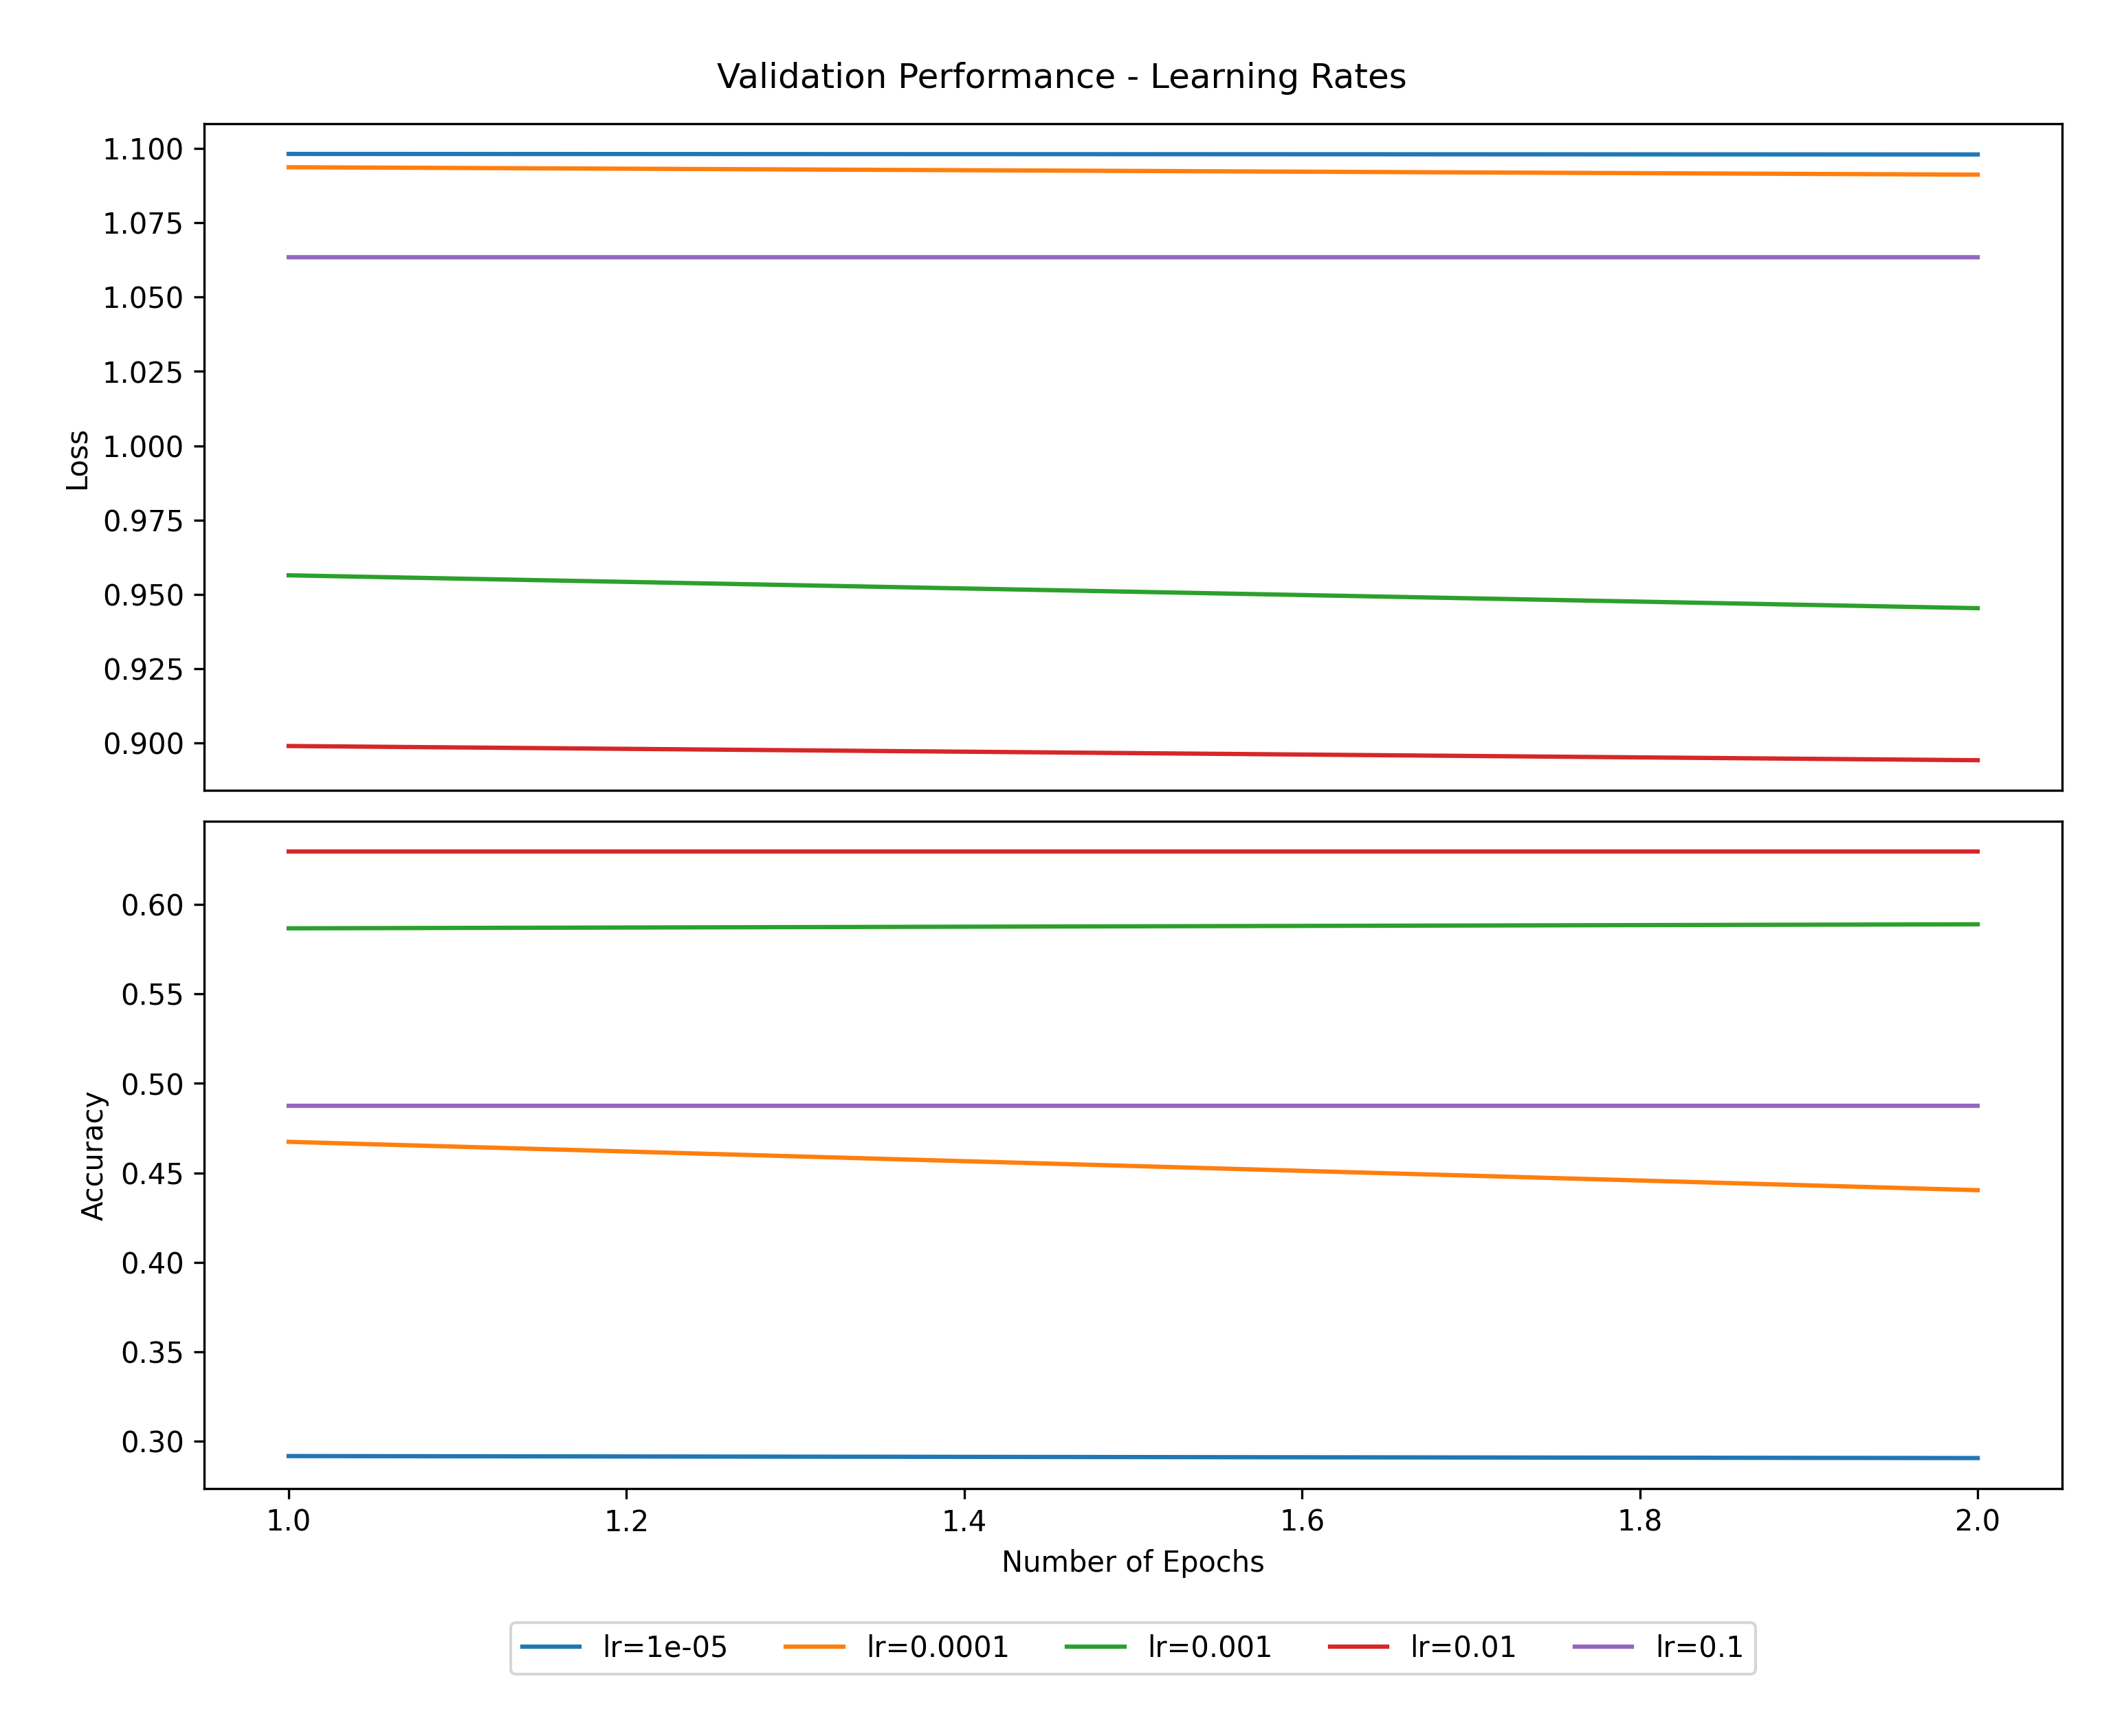 Validation Performance - Learning Rates
1.100
1.075
1.050
1.025
1.000
0.975
0.950
0.925
0.900
Loss
0.60
0.55
0.50
0.45
0.40
0.35
0.30
Accuracy
1.0 1.2 1.4 1.6 1.8 2.0
Number of Epochs
lr=1e-05 lr=0.0001 lr=0.001 lr=0.01 lr=0.1